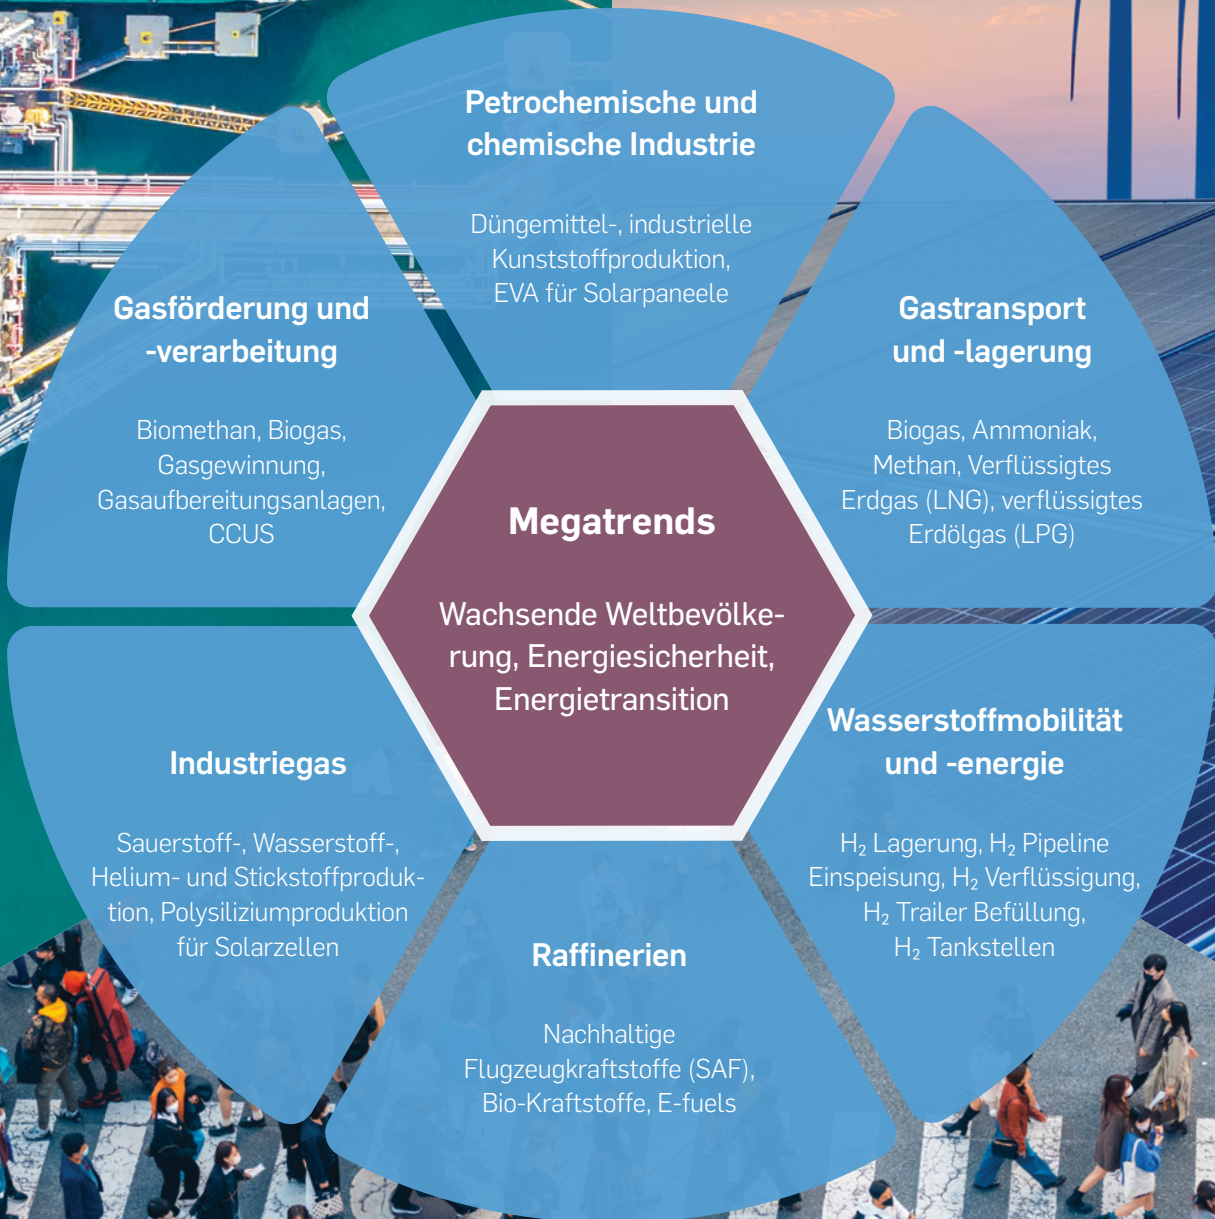 Petrochemische und
chemische Industrie
Düngemittel-, industrielle
Kunststoffproduktion,
EVA für Solarpaneele
Gasförderung und
-verarbeitung
Biomethan, Biogas,
Gasgewinnung,
Gasaufbereitungsanlagen,
CCUS
Gastransport
und -lagerung
Biogas, Ammoniak,
Methan, Verflüssigtes
Erdgas (LNG), verflüssigtes
Erdölgas (LPG)
Megatrends
Wachsende Weltbevölke-
rung, Energiesicherheit,
Energietransition
Industriegas
Sauerstoff-, Wasserstoff-,
Helium- und Stickstoffproduk-
tion, Polysiliziumproduktion
für Solarzellen
Wasserstoffmobilität
und -energie
H₂ Lagerung, H₂ Pipeline
Einspeisung, H₂ Verflüssigung,
H₂ Trailer Befüllung,
H₂ Tankstellen
Raffinerien
Nachhaltige
Flugzeugkraftstoffe (SAF),
Bio-Kraftstoffe, E-fuels